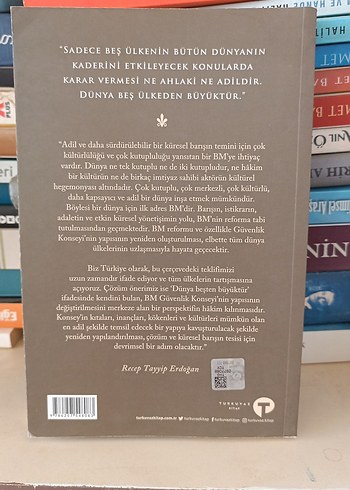 "SADECE BEŞ ÜLKENİN BÜTÜN DÜNYANIN
KADERİNİ ETKİLEYECEK KONULARDA
KARAR VERMESİ NE AHLAKİ NE ADİLDİR.
DÜNYA BEŞ ÜLKEDEN BÜYÜKTÜR."
"Adil ve daha sürdürülebilir bir küresel barışın temini için çok
kültürlülüğü ve çok kutupluluğu yansıtan bir BM'ye ihtiyaç
vardır. Dünya ne tek kutuplu ne de iki kutupludur, ne hâkim
bir kültürün ne de birkaç imtiyaz sahibi aktörün kültürel
hegemonyası altındadır. Çok kutuplu, çok merkezli, çok kültürlü,
daha kapsayıcı ve adil bir dünya inşa etmek mümkündür.
Böylesi bir dünya için ilk adres BM'dir. Barışın, istikrarın,
adaletin ve etkin küresel yönetişimin yolu, BM'nin reforma tabi
tutulmasından geçmektedir. BM reformu ve özellikle Güvenlik
Konseyi'nin yapısının yeniden oluşturulması, elbette tüm dünya
ülkelerinin uzlaşmasıyla hayata geçecektir.
Biz Türkiye olarak, bu çerçevedeki teklifimizi
uzun zamandır ifade ediyor ve tüm ülkelerin tartışmasına
açıyoruz. Çözüm önerimiz ise 'Dünya beşten büyüktür'
ifadesinde kendini bulan, BM Güvenlik Konseyi'nin yapısının
değiştirilmesini merkeze alan bir perspektifin hâkim kılınmasıdır.
Konsey'in kıtaları, inançları, kökenleri ve kültürleri mümkün olan
en adil şekilde temsil edecek bir yapıya kavuşturulacak şekilde
yeniden yapılandırılması, çözüm ve küresel barışın tesisi için
devrimsel bir adım olacaktır."
Recep Tayyip Erdoğan
TURKUVAZ
KİTAP
turkuvazkitap.com.tr
turkuvazkitap
turkuvazkitap